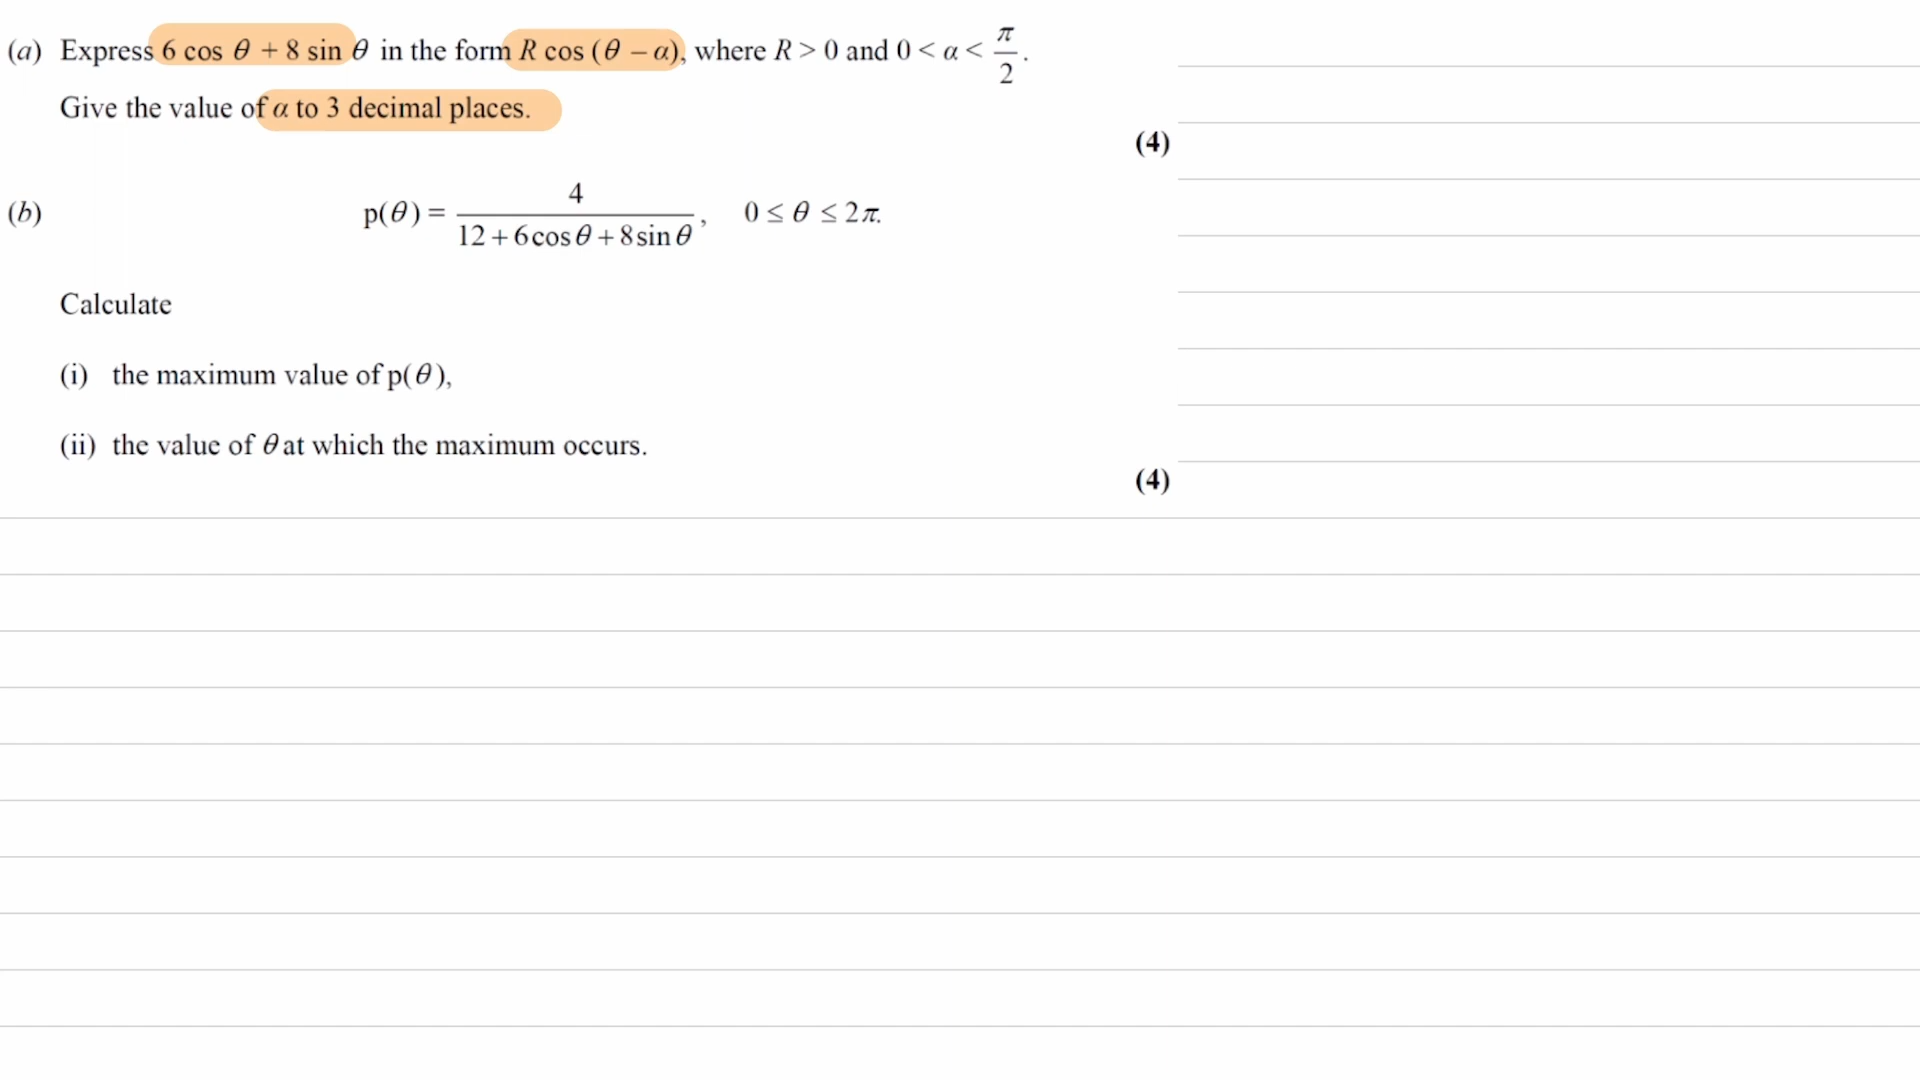 (a) Express 6 cos θ + 8 sin θ in the form R cos (θ − α), where R > 0 and 0 < α < π/2.
Give the value of α to 3 decimal places.
(4)
(b) p(θ) = 4/(12 + 6cosθ + 8sinθ), 0 ≤ θ ≤ 2π.
Calculate
(i) the maximum value of p(θ),
(ii) the value of θ at which the maximum occurs.
(4)